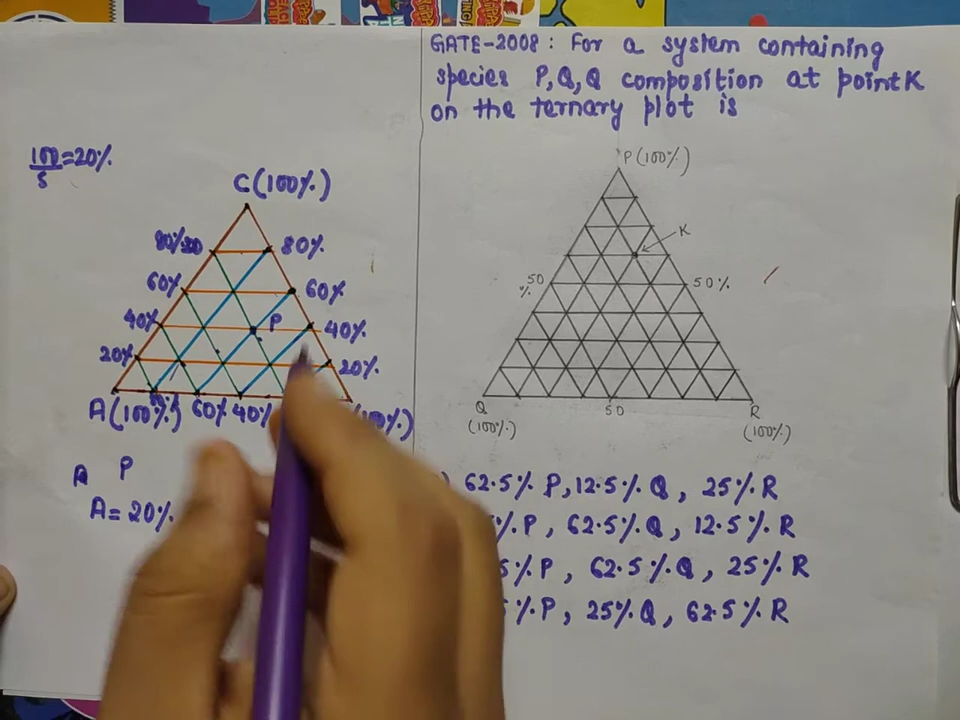 GATE-2008: For a system containing
species P,Q,Q composition at point K
on the ternary plot is
100/5=20%
C(100%)
80%
80%
60%
60%
40%
P
40%
20%
20%
A(100%) 60% 40%
100%)
P
A = 20%
P(100%)
K
50
%
50%
Q
50
R
(100%)
(100%)
62.5% P, 12.5% Q, 25% R
%P, 62.5%Q, 12.5% R
5%P, 62.5%Q, 25% R
%P, 25%Q, 62.5% R